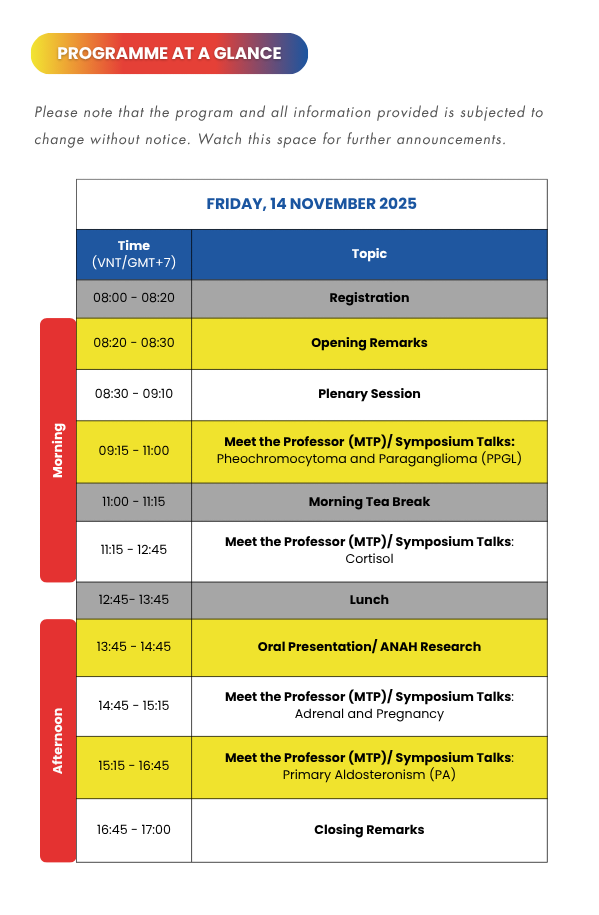 PROGRAMME AT A GLANCE
Please note that the program and all information provided is subjected to
change without notice. Watch this space for further announcements.
FRIDAY, 14 NOVEMBER 2025
Time
(VNT/GMT+7)
Topic
08:00 - 08:20
Registration
Morning
08:20 - 08:30
Opening Remarks
08:30 - 09:10
Plenary Session
09:15 - 11:00
Meet the Professor (MTP)/ Symposium Talks:
Pheochromocytoma and Paraganglioma (PPGL)
11:00 - 11:15
Morning Tea Break
11:15 - 12:45
Meet the Professor (MTP)/ Symposium Talks:
Cortisol
12:45- 13:45
Lunch
Afternoon
13:45 - 14:45
Oral Presentation/ ANAH Research
14:45 - 15:15
Meet the Professor (MTP)/ Symposium Talks:
Adrenal and Pregnancy
15:15 - 16:45
Meet the Professor (MTP)/ Symposium Talks:
Primary Aldosteronism (PA)
16:45 - 17:00
Closing Remarks